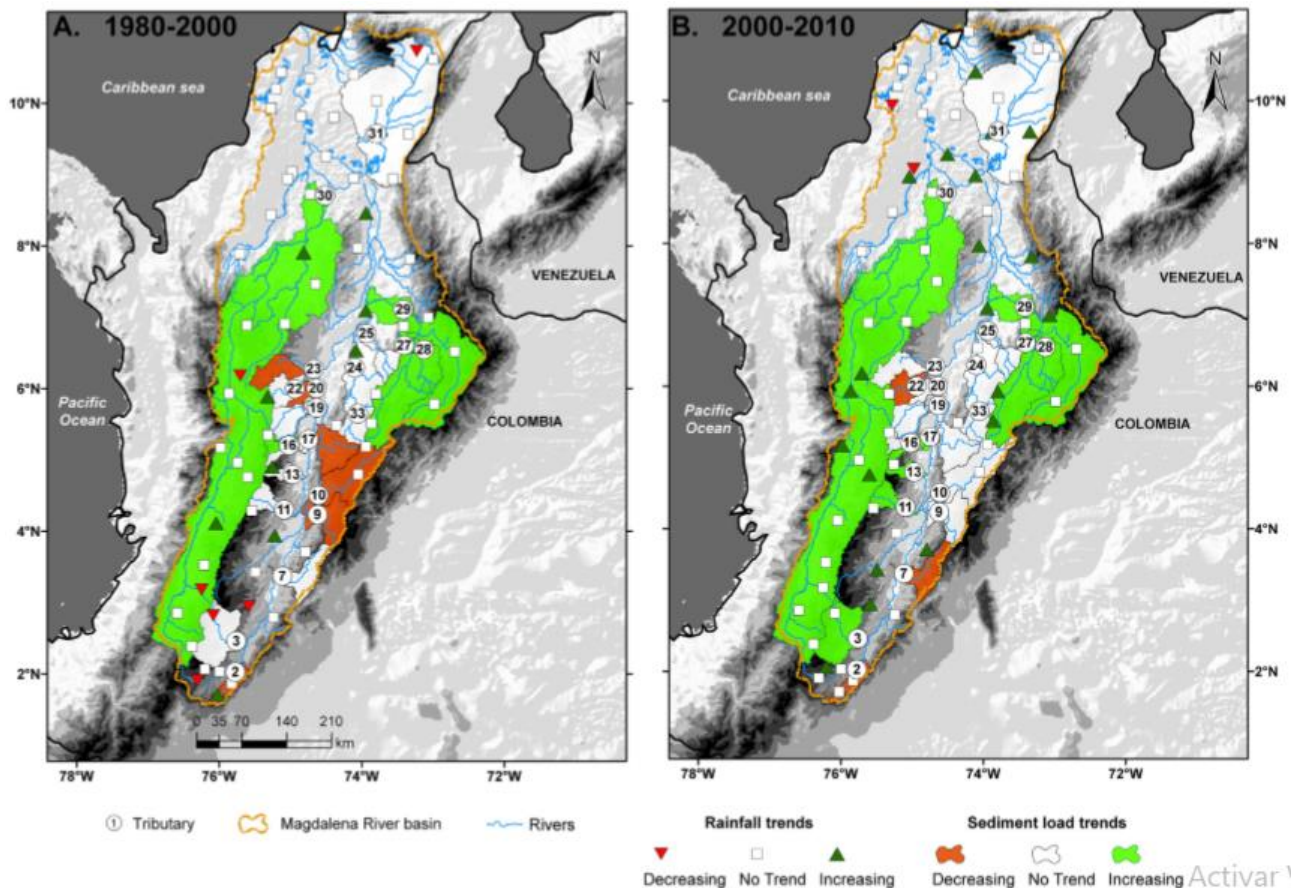 A. 1980-2000
N
Caribbean sea
10°N
31
30
8°N
VENEZUELA
29
25
27
28
23
24
6°N
22
20
19
33
Pacific
Ocean
COLOMBIA
16
17
13
10
11
9
4°N
7
3
2°N
2
0 35 70 140 210
km
78°W 76°W 74°W 72°W
B. 2000-2010
N
Caribbean sea
10°N
31
30
8°N
VENEZUELA
29
25
27
28
23
24
6°N
22
20
19
33
Pacific
Ocean
COLOMBIA
16
17
13
10
11
9
4°N
7
3
2
2°N
78°W 76°W 74°W 72°W
1 Tributary Magdalena River basin Rivers
Rainfall trends Sediment load trends
Decreasing No Trend Increasing Decreasing No Trend Increasing
Activar